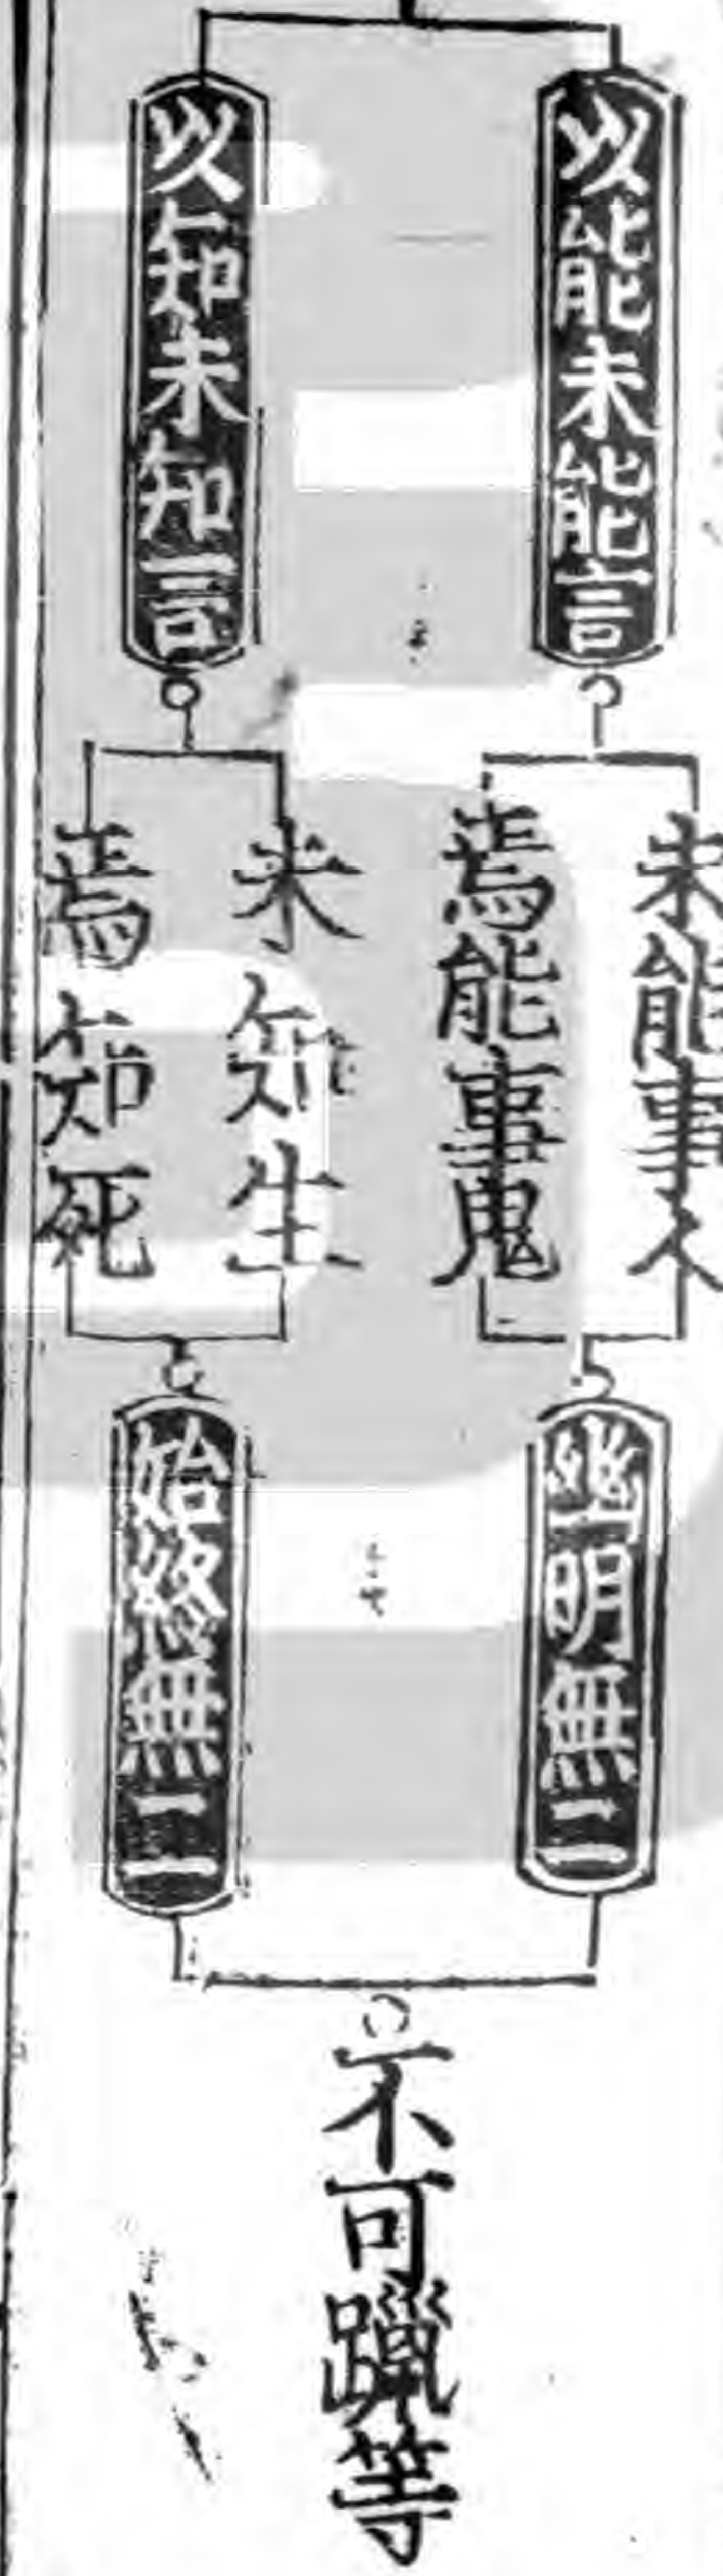 以能未能言
未能事人
焉能事鬼
幽明無二
以知未知言
未知生
焉知死
始終無二
不可躐等